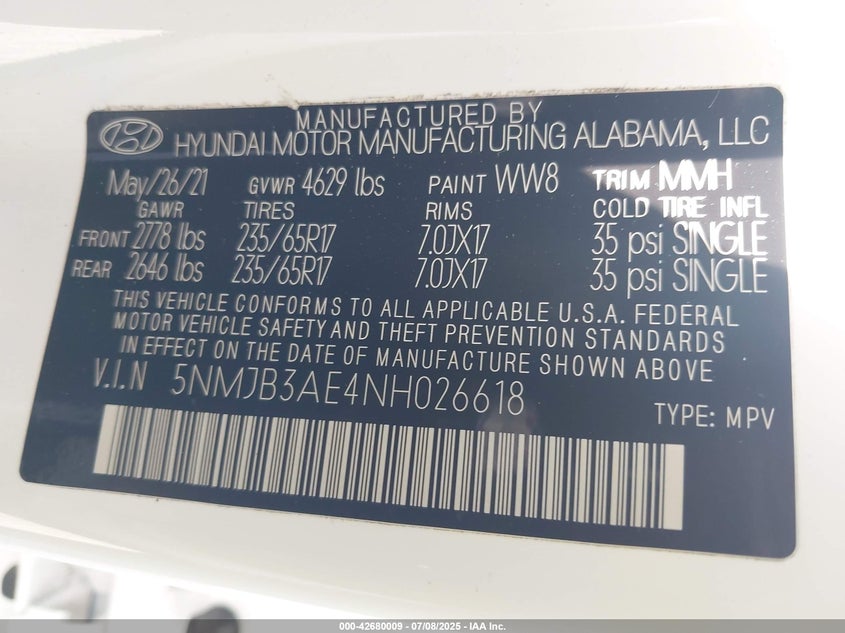 MANUFACTURED BY
HYUNDAI MOTOR MANUFACTURING ALABAMA, LLC
May/26/21 GVWR 4629 lbs PAINT WW8 TRIM MMH
GAWR TIRES RIMS COLD TIRE INFL
FRONT 2778 lbs 235/65R17 7.0JX17 35 psi SINGLE
REAR 2646 lbs 235/65R17 7.0JX17 35 psi SINGLE
THIS VEHICLE CONFORMS TO ALL APPLICABLE U.S.A. FEDERAL
MOTOR VEHICLE SAFETY AND THEFT PREVENTION STANDARDS
IN EFFECT ON THE DATE OF MANUFACTURE SHOWN ABOVE
V.I.N 5NMJB3AE4NH026618
TYPE: MPV
000-42680009 - 07/08/2025 - IAA Inc.